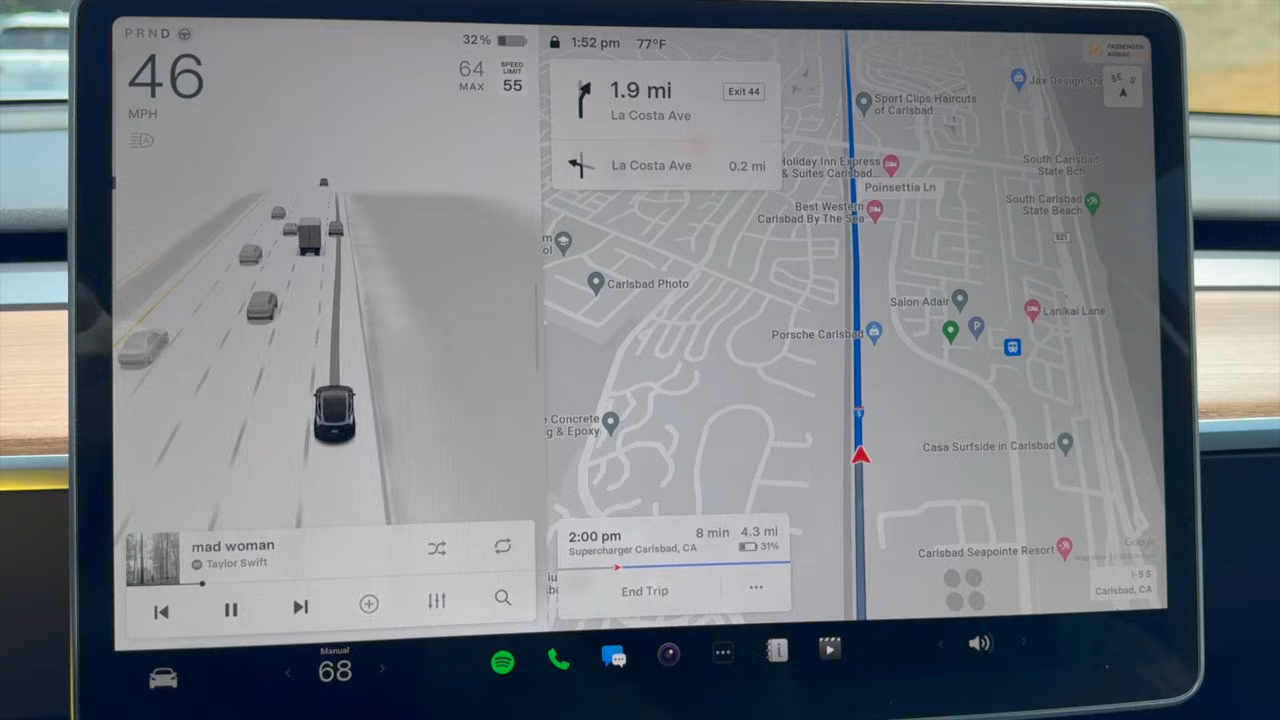 PRND
46
MPH
32%
64
MAX
SPEED
LIMIT
55
mad woman
Taylor Swift
1:52 pm
77°F
1.9 mi
Exit 44
La Costa Ave
La Costa Ave
0.2 mi
PASSENGER
AIRBAG
SE
S
Jax Design
Sport Clips Haircuts
of Carlsbad...
Holiday Inn Express
& Suites Carlsbad...
Poinsettia Ln
South Carlsbad
State Bch
Best Western
Carlsbad By The Sea
South Carlsbad
State Beach
S21
Carlsbad Photo
Salon Adair
P
Lanikai Lane
Porsche Carlsbad
5
e Concrete
g & Epoxy
Casa Surfside in Carlsbad
Carlsbad Seapointe Resort
Google
I-5 S
Carlsbad, CA
2:00 pm
8 min
4.3 mi
Supercharger Carlsbad, CA
31%
End Trip
Manual
68